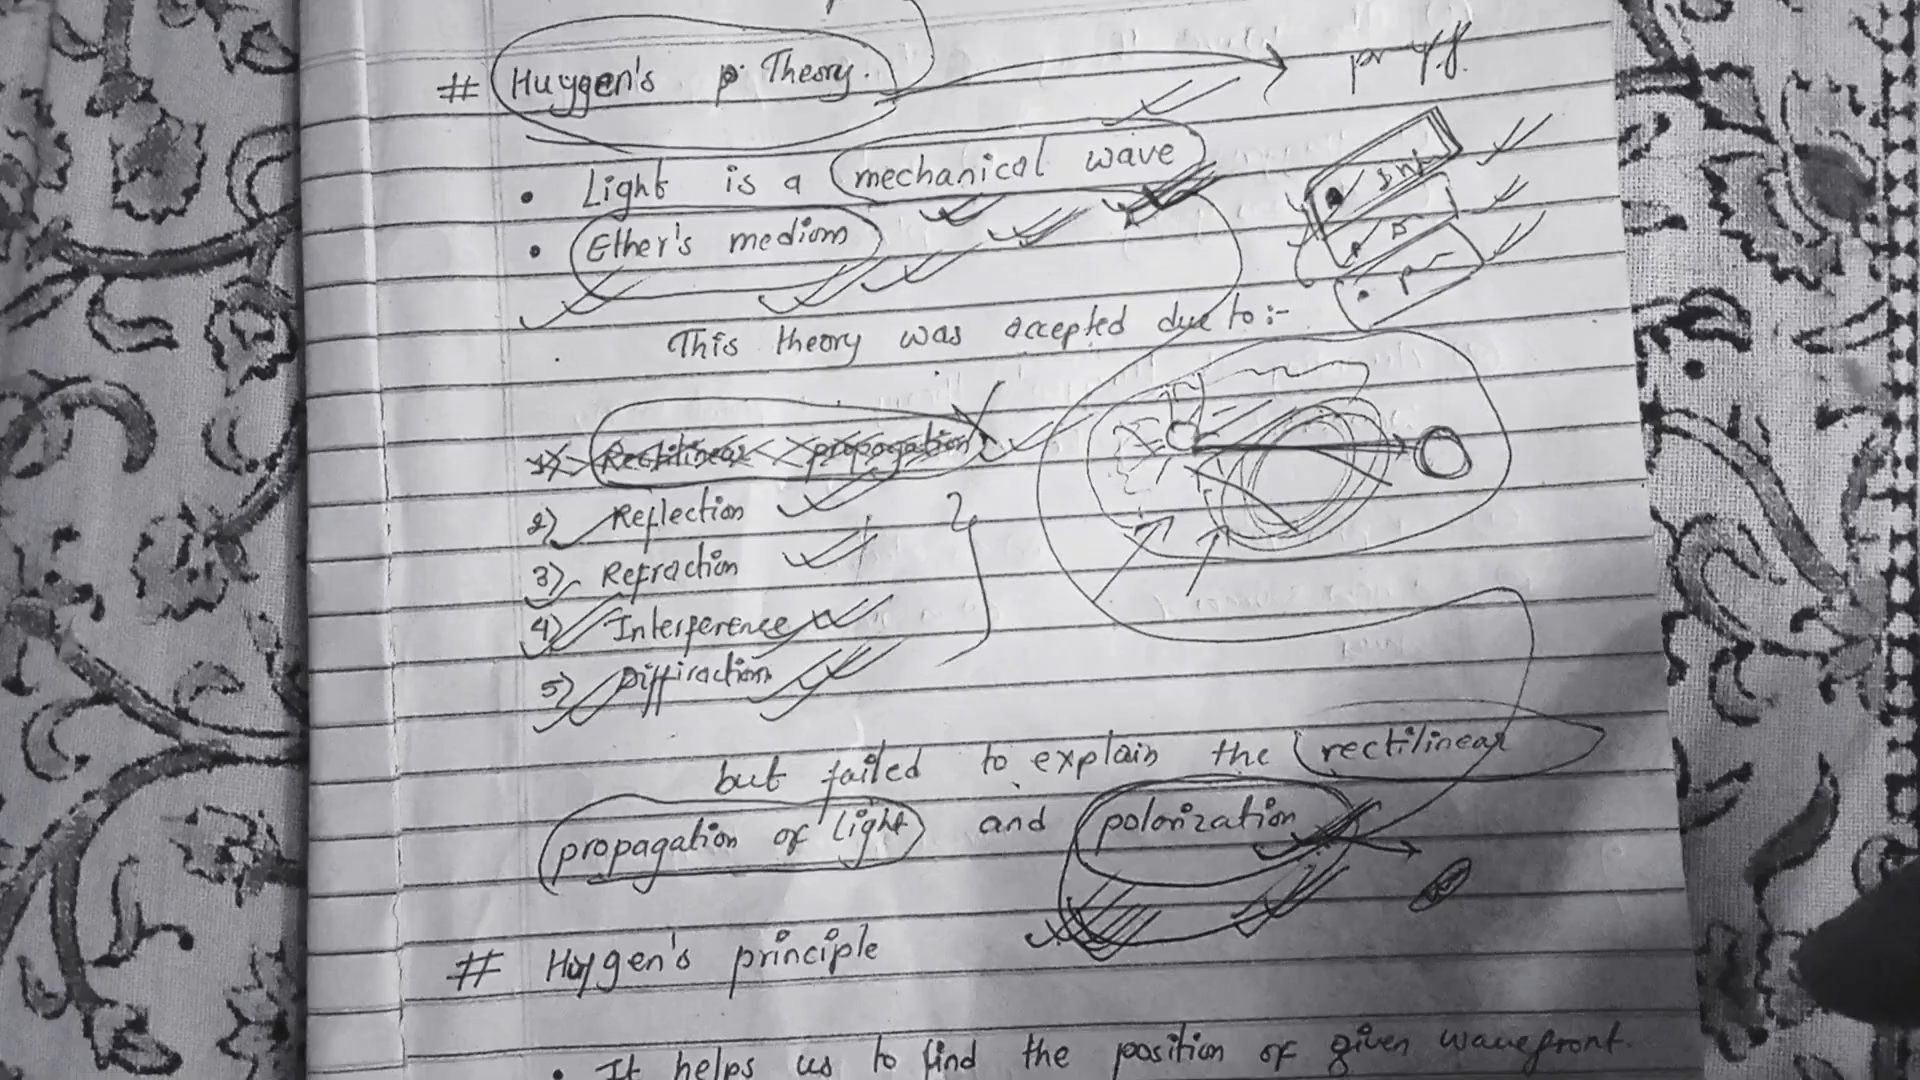 # Huygen's p. Theory.
• Light is a mechanical wave
• Ether's mediom
This theory was accepted due to :-
1) Rectilinear propagation
2) Reflection
3) Refraction
4) Interference
5) Diffraction
but failed to explain the rectilinear
propagation of light and polarization
# Huygen's principle
• It helps us to find the position of given wavefront.